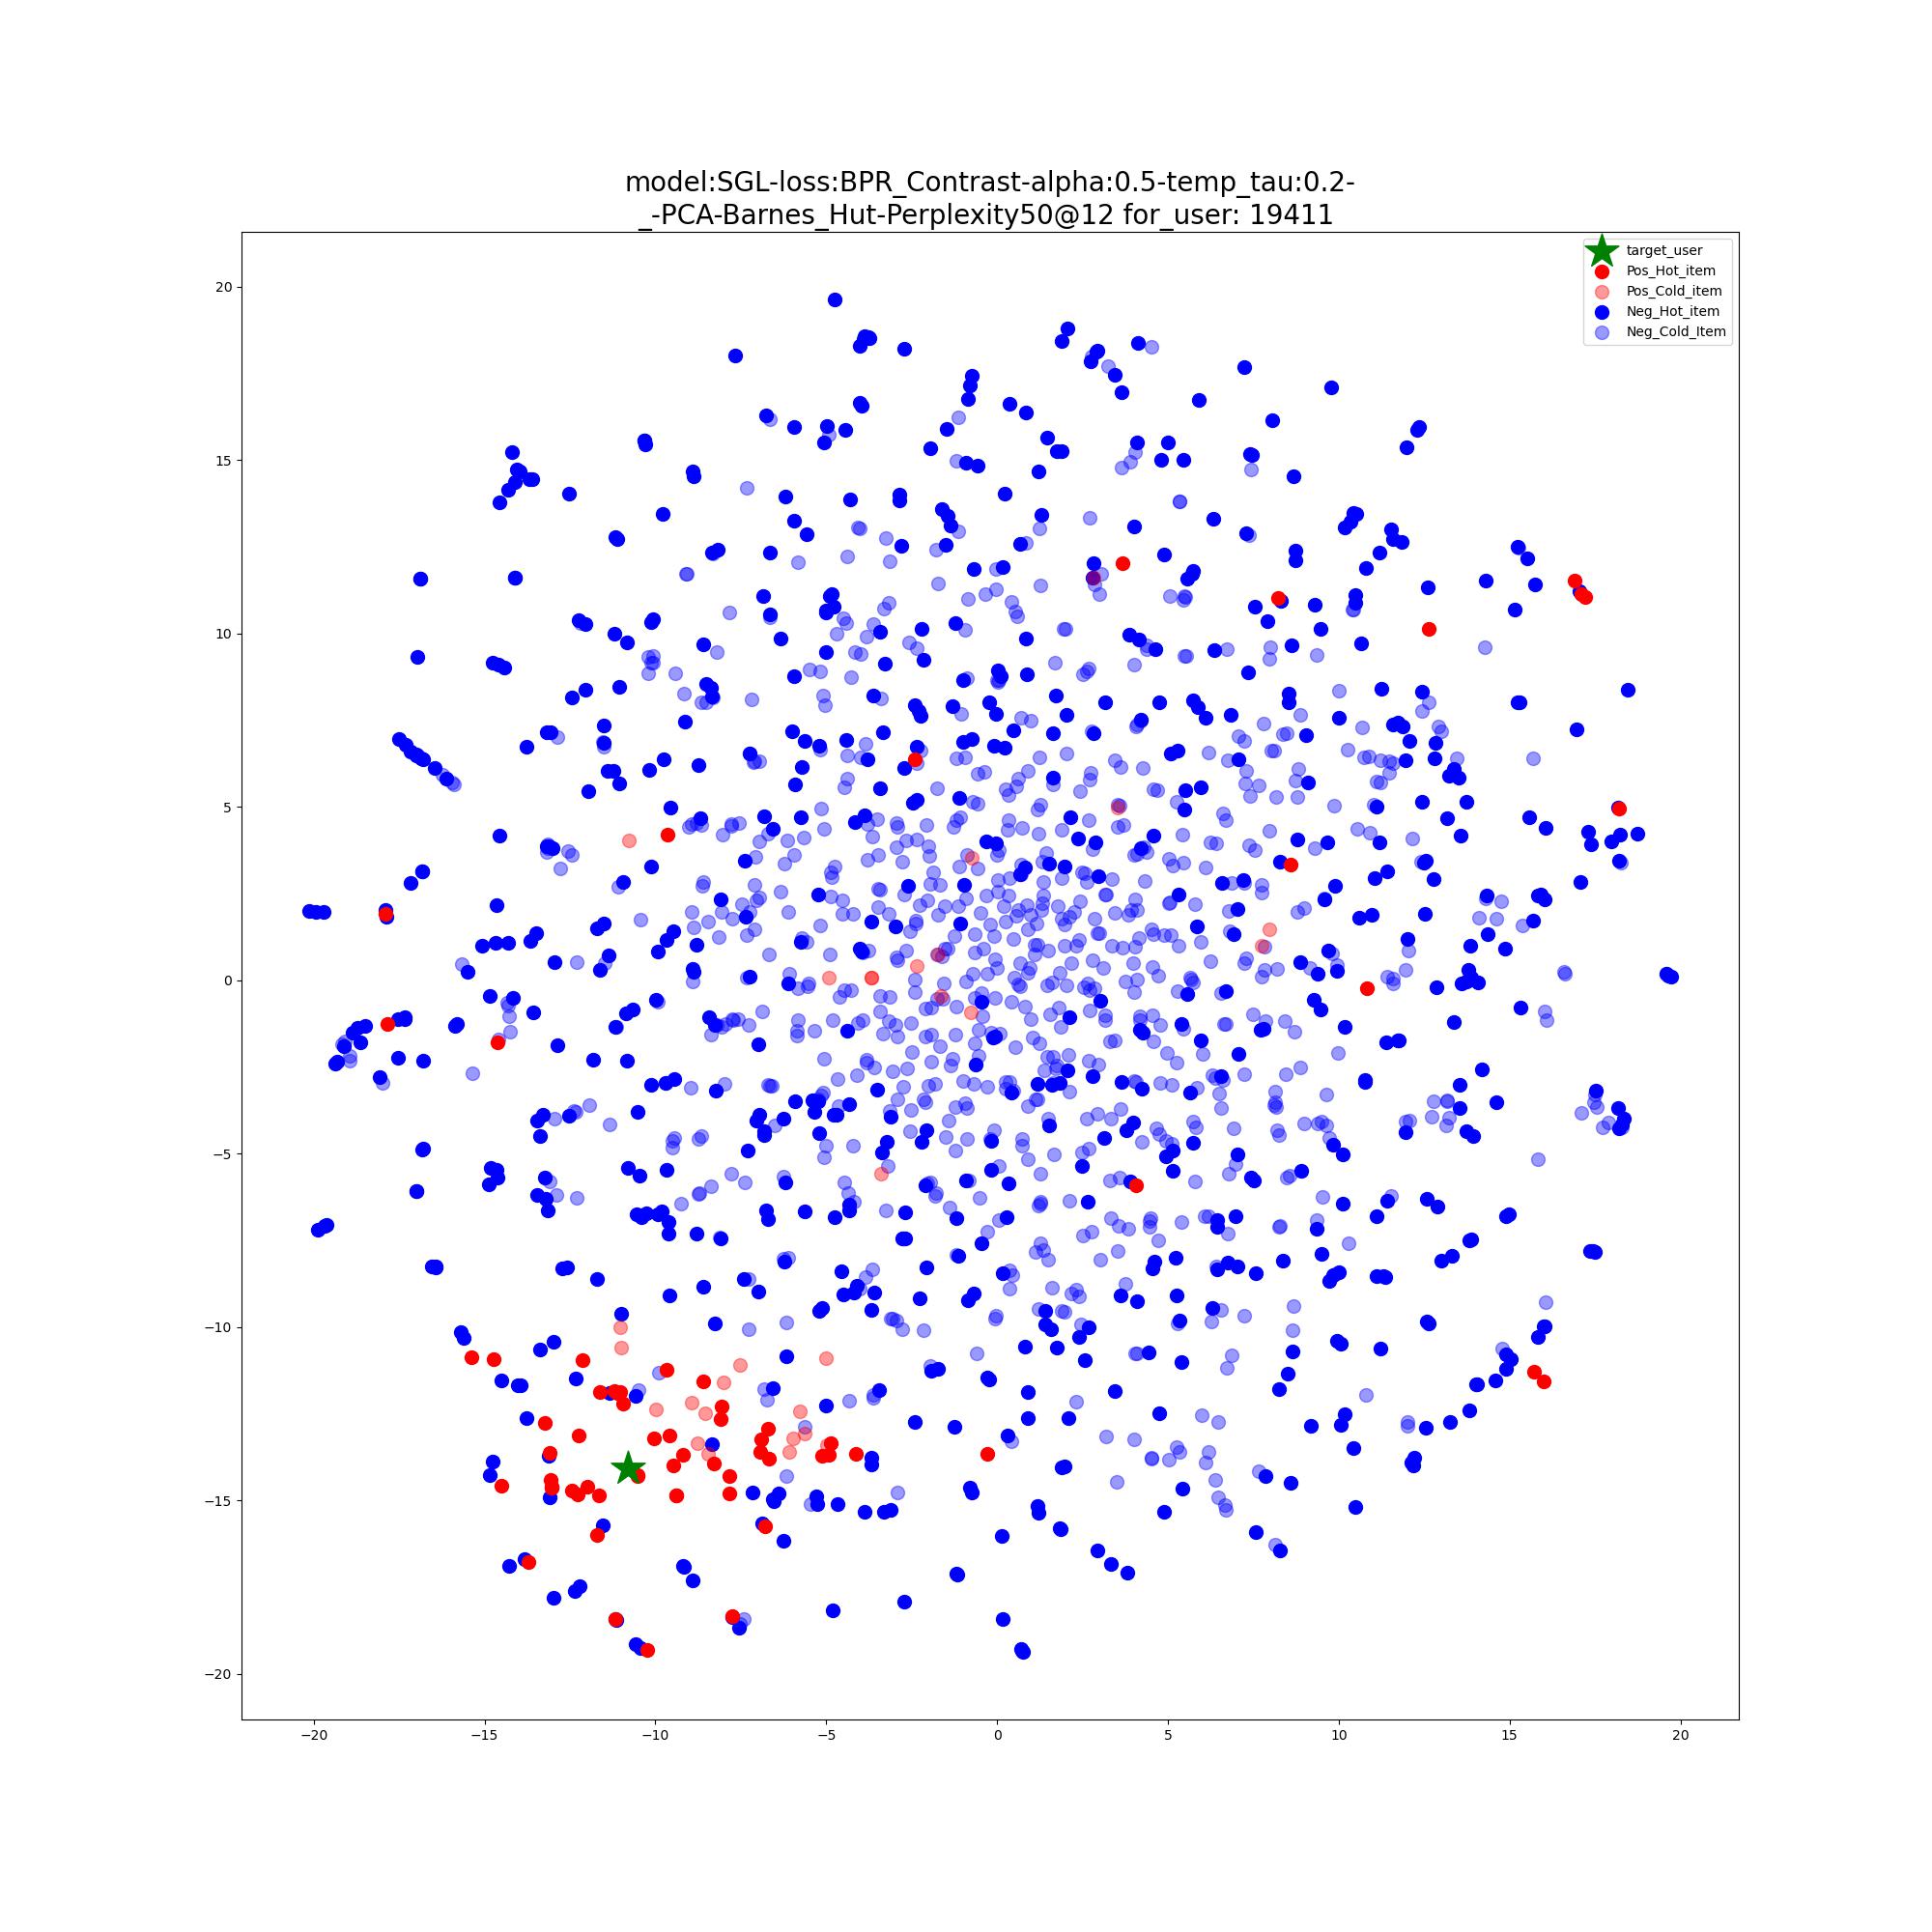 model:SGL-loss:BPR_Contrast-alpha:0.5-temp_tau:0.2-
_-PCA-Barnes_Hut-Perplexity50@12 for_user: 19411
target_user
Pos_Hot_item
Pos_Cold_item
Neg_Hot_item
Neg_Cold_Item
20
15
10
5
0
−5
−10
−15
−20
−20 −15 −10 −5 0 5 10 15 20